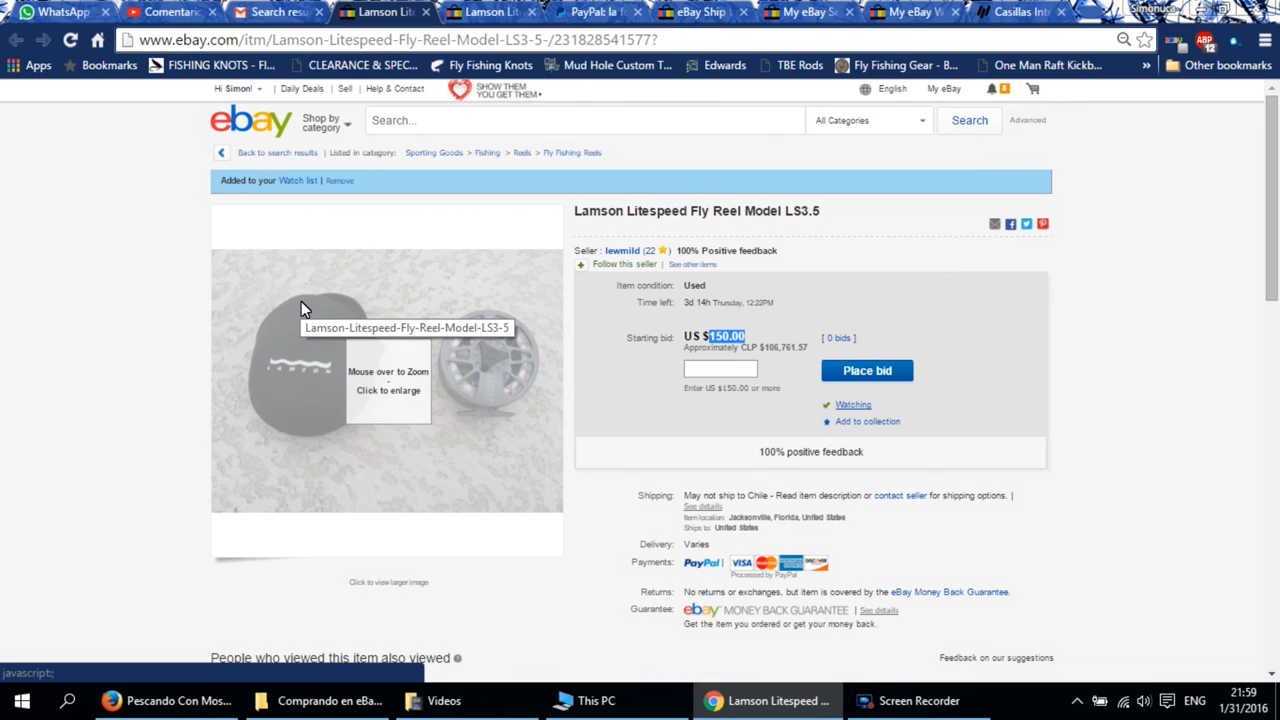 WhatsApp
Comentari
Search resu
Lamson Lit
Lamson Lit
PayPal: la fo
eBay Ship
My eBay Se
My eBay W
Casillas Inte
Simonuca
www.ebay.com/itm/Lamson-Litespeed-Fly-Reel-Model-LS3-5-/231828541577?
ABP
12
Apps
Bookmarks
FISHING KNOTS - Fl...
CLEARANCE & SPEC...
Fly Fishing Knots
Mud Hole Custom T...
Edwards
TBE Rods
Fly Fishing Gear - B...
One Man Raft Kickb...
»
Other bookmarks
Hi Simon!
Daily Deals
Sell
Help & Contact
SHOW THEM
YOU GET THEM
English
My eBay
8
ebay
Shop by
category
Search...
All Categories
Search
Advanced
Back to search results | Listed in category: Sporting Goods > Fishing > Reels > Fly Fishing Reels
Added to your Watch list | Remove
Lamson Litespeed Fly Reel Model LS3.5
Seller : lewmild (22 ) 100% Positive feedback
+ Follow this seller | See other items
Item condition: Used
Time left: 3d 14h Thursday, 12:22PM
Starting bid: US $150.00 [ 0 bids ]
Approximately CLP $106,761.57
Place bid
Enter US $150.00 or more
Watching
Add to collection
100% positive feedback
Lamson-Litespeed-Fly-Reel-Model-LS3-5
Mouse over to Zoom
-
Click to enlarge
Click to view larger image
Shipping: May not ship to Chile - Read item description or contact seller for shipping options. |
See details
Item location: Jacksonville, Florida, United States
Ships to: United States
Delivery: Varies
Payments: PayPal | VISA MasterCard DISCOVER
Processed by PayPal
Returns: No returns or exchanges, but item is covered by the eBay Money Back Guarantee.
Guarantee: ebay MONEY BACK GUARANTEE | See details
Get the item you ordered or get your money back.
People who viewed this item also viewed
Feedback on our suggestions
javascript:;
Pescando Con Mos...
Comprando en eBa...
Videos
This PC
Lamson Litespeed ...
Screen Recorder
ENG
21:59
1/31/2016